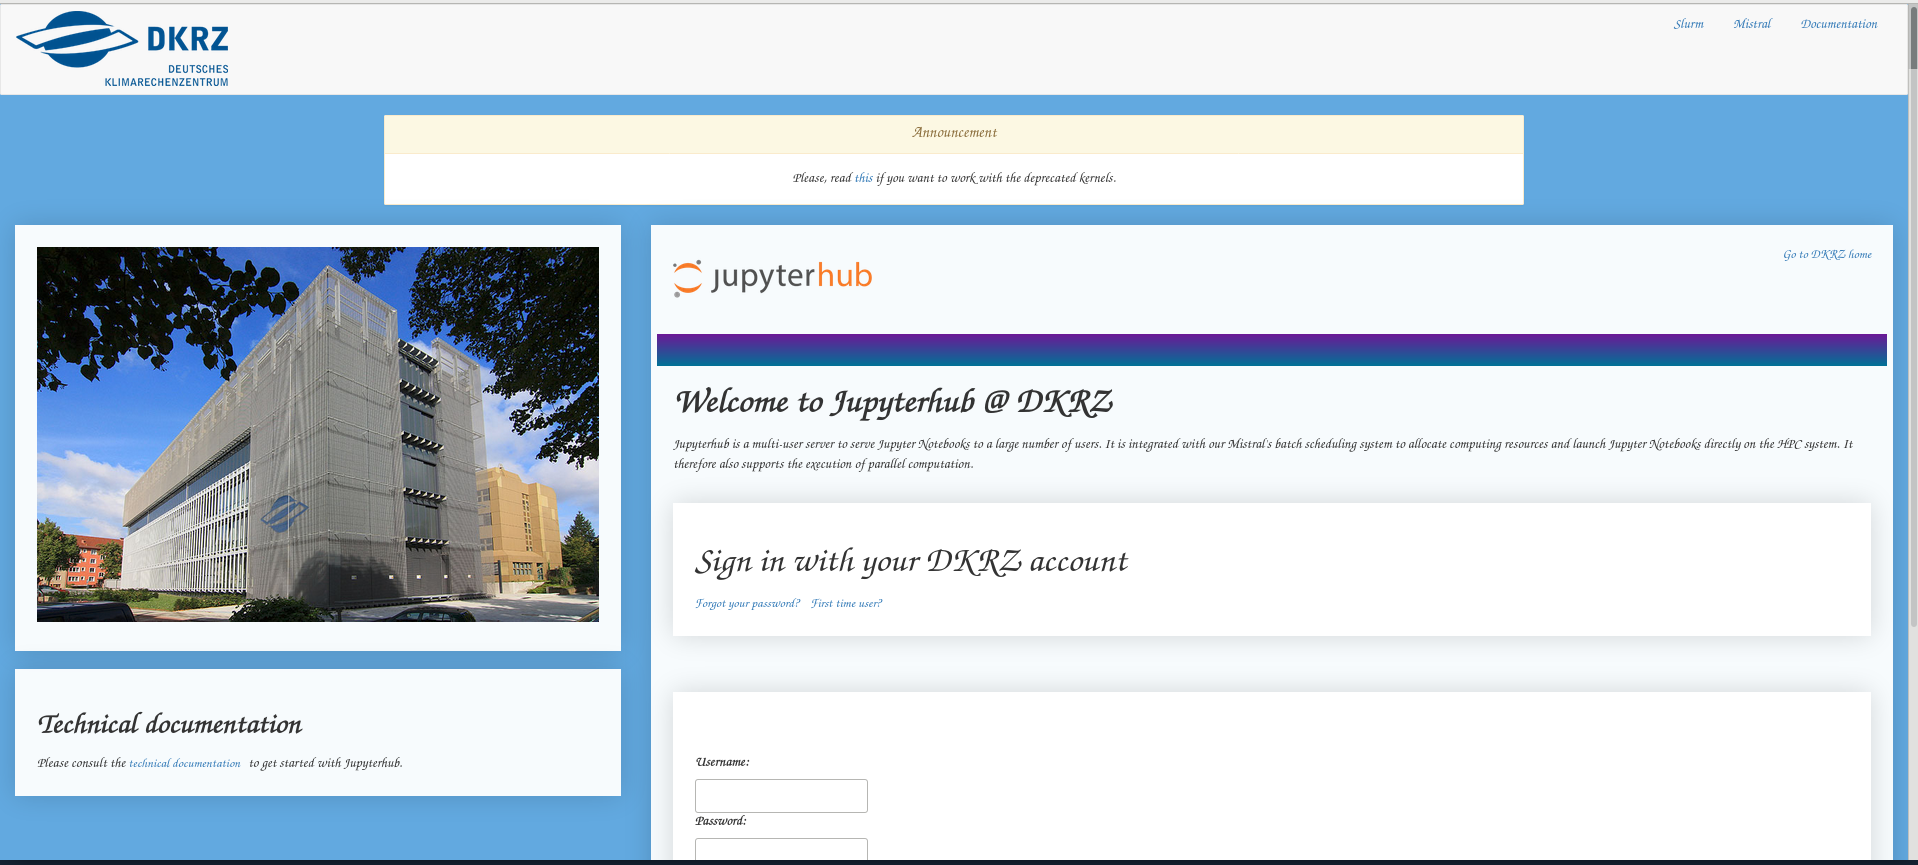 DKRZ
DEUTSCHES
KLIMARECHENZENTRUM
Slurm Mistral Documentation
Announcement
Please, read this if you want to work with the deprecated kernels.
jupyterhub
Go to DKRZ home
Welcome to Jupyterhub @ DKRZ
Jupyterhub is a multi-user server to serve Jupyter Notebooks to a large number of users. It is integrated with our Mistral's batch scheduling system to allocate computing resources and launch Jupyter Notebooks directly on the HPC system. It
therefore also supports the execution of parallel computation.
Sign in with your DKRZ account
Forgot your password? First time user?
Technical documentation
Please consult the technical documentation to get started with Jupyterhub.
Username:
Password: